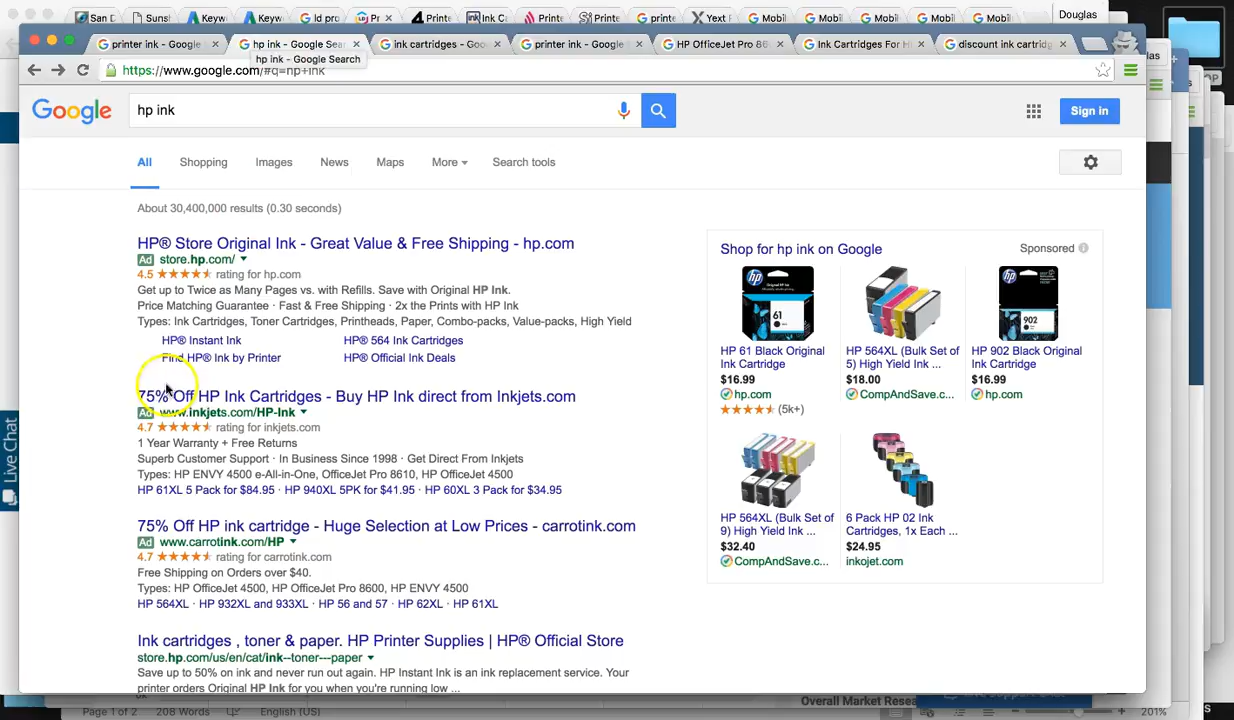 San D
Sunst
Keyw
Keyw
ld pro
Pr
Print
Ink C
Printe
Printe
printe
Text
Mobil
Mobil
Mobil
Mobil
Douglas
printer ink - Google
hp ink - Google Sear
ink cartridges - Goo
printer ink - Google
HP OfficeJet Pro 86
Ink Cartridges For H
discount ink cartridg
hp ink - Google Search
https://www.google.com/#q=hp+ink
Google
hp ink
Sign in
All
Shopping
Images
News
Maps
More
Search tools
About 30,400,000 results (0.30 seconds)
HP® Store Original Ink - Great Value & Free Shipping - hp.com
Ad store.hp.com/
4.5 ★★★★★ rating for hp.com
Get up to Twice as Many Pages vs. with Refills. Save with Original HP Ink.
Price Matching Guarantee · Fast & Free Shipping · 2x the Prints with HP Ink
Types: Ink Cartridges, Toner Cartridges, Printheads, Paper, Combo-packs, Value-packs, High Yield
HP® Instant Ink
HP® 564 Ink Cartridges
Find HP® Ink by Printer
HP® Official Ink Deals
75% Off HP Ink Cartridges - Buy HP Ink direct from Inkjets.com
Ad www.inkjets.com/HP-Ink
4.7 ★★★★★ rating for inkjets.com
1 Year Warranty + Free Returns
Superb Customer Support · In Business Since 1998 · Get Direct From Inkjets
Types: HP ENVY 4500 e-All-in-One, OfficeJet Pro 8610, HP OfficeJet 4500
HP 61XL 5 Pack for $84.95 · HP 940XL 5PK for $41.95 · HP 60XL 3 Pack for $34.95
75% Off HP ink cartridge - Huge Selection at Low Prices - carrotink.com
Ad www.carrotink.com/HP
4.7 ★★★★★ rating for carrotink.com
Free Shipping on Orders over $40.
Types: HP OfficeJet 4500, HP OfficeJet Pro 8600, HP ENVY 4500
HP 564XL · HP 932XL and 933XL · HP 56 and 57 · HP 62XL · HP 61XL
Ink cartridges , toner & paper. HP Printer Supplies | HP® Official Store
store.hp.com/us/en/cat/ink--toner---paper
Save up to 50% on ink and never run out again. HP Instant Ink is an ink replacement service. Your
printer orders Original HP Ink for you when you're running low ...
Shop for hp ink on Google
Sponsored
61
902
HP 61 Black Original
Ink Cartridge
$16.99
hp.com
★★★★★ (5k+)
HP 564XL (Bulk Set of
5) High Yield Ink ...
$18.00
CompAndSave.c...
HP 902 Black Original
Ink Cartridge
$16.99
hp.com
HP 564XL (Bulk Set of
9) High Yield Ink ...
$32.40
CompAndSave.c...
6 Pack HP 02 Ink
Cartridges, 1x Each ...
$24.95
inkojet.com
Live Chat
Overall Market Resea
Page 1 of 2
208 Words
English (US)
201%